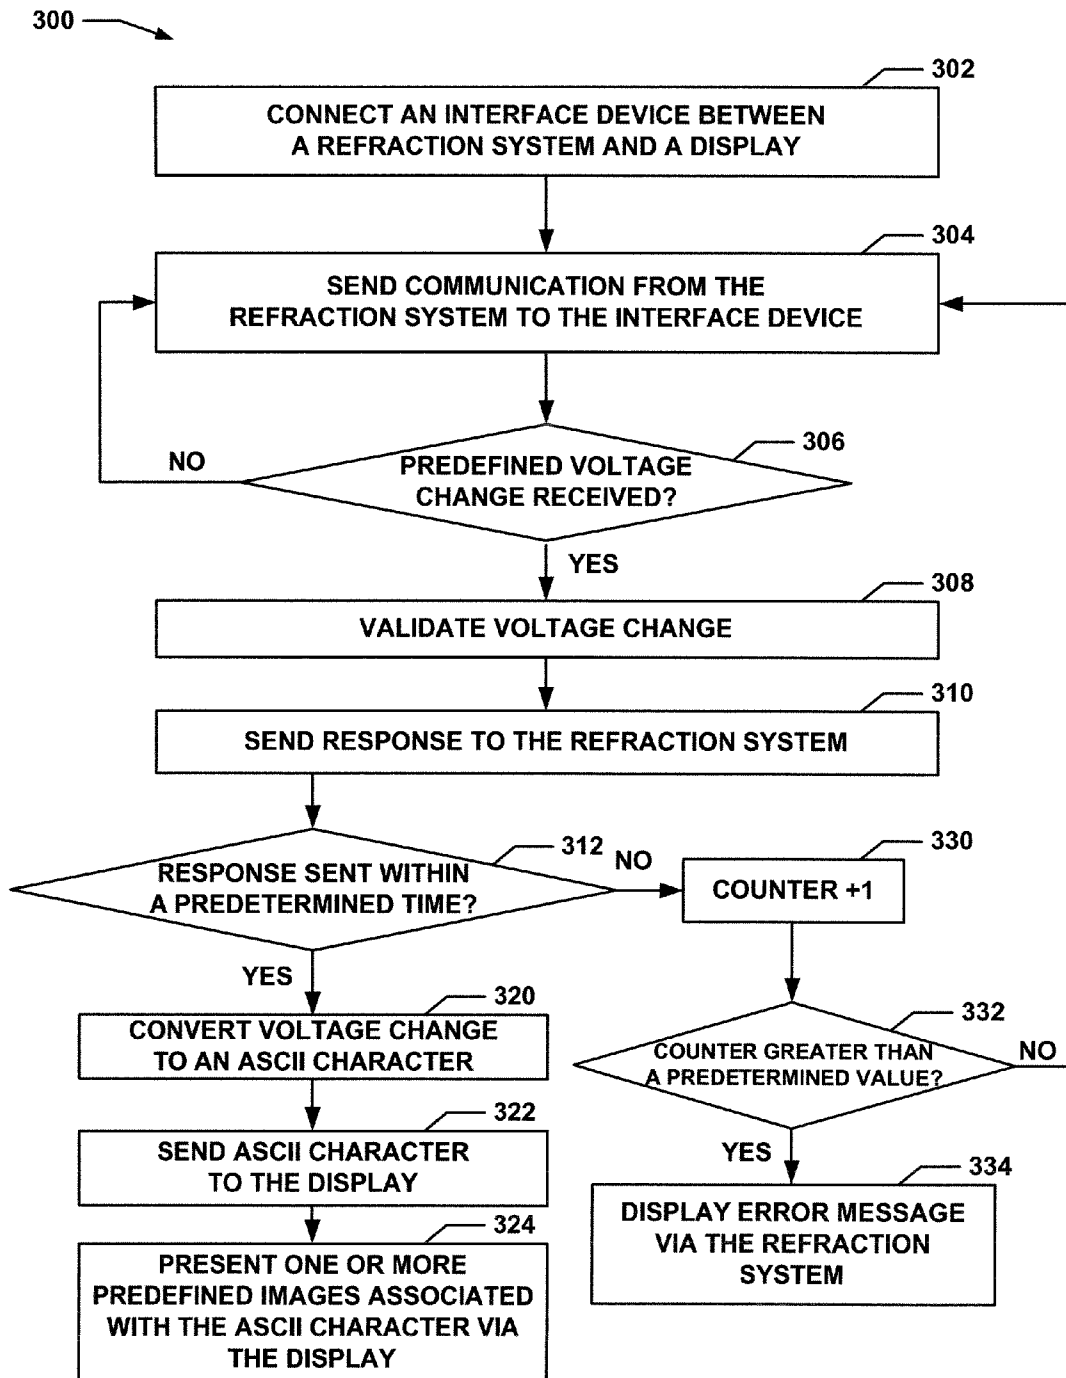 300
302
CONNECT AN INTERFACE DEVICE BETWEEN
A REFRACTION SYSTEM AND A DISPLAY
304
SEND COMMUNICATION FROM THE
REFRACTION SYSTEM TO THE INTERFACE DEVICE
306
NO
PREDEFINED VOLTAGE
CHANGE RECEIVED?
YES
308
VALIDATE VOLTAGE CHANGE
310
SEND RESPONSE TO THE REFRACTION SYSTEM
312
RESPONSE SENT WITHIN
A PREDETERMINED TIME?
NO
330
COUNTER +1
YES
320
CONVERT VOLTAGE CHANGE
TO AN ASCII CHARACTER
332
COUNTER GREATER THAN
A PREDETERMINED VALUE?
NO
322
SEND ASCII CHARACTER
TO THE DISPLAY
YES
334
DISPLAY ERROR MESSAGE
VIA THE REFRACTION
SYSTEM
324
PRESENT ONE OR MORE
PREDEFINED IMAGES ASSOCIATED
WITH THE ASCII CHARACTER VIA
THE DISPLAY